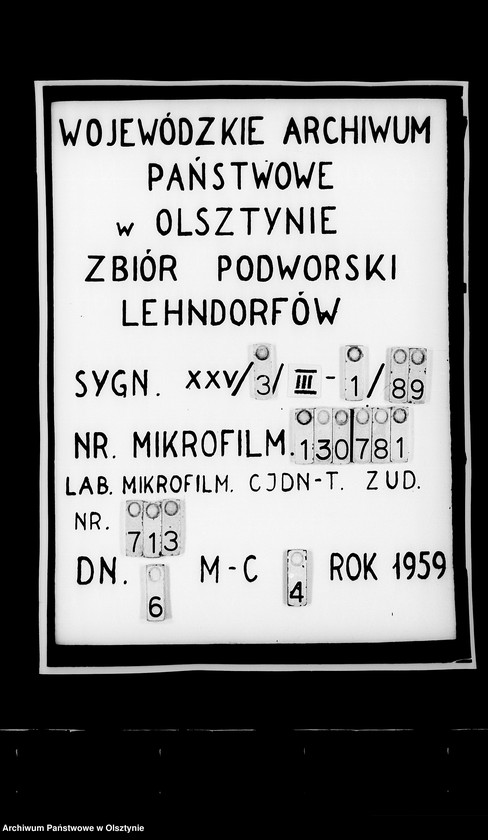 WOJEWÓDZKIE ARCHIWUM
PAŃSTWOWE
w OLSZTYNIE
ZBIÓR PODWORSKI
LEHNDORFÓW
SYGN. XXV/3/III-1/89
NR. MIKROFILM.130781
LAB. MIKROFILM. CJDN-T. ZUD.
NR. 713
DN. 6 M-C 4 ROK 1959
Archiwum Państwowe w Olsztynie